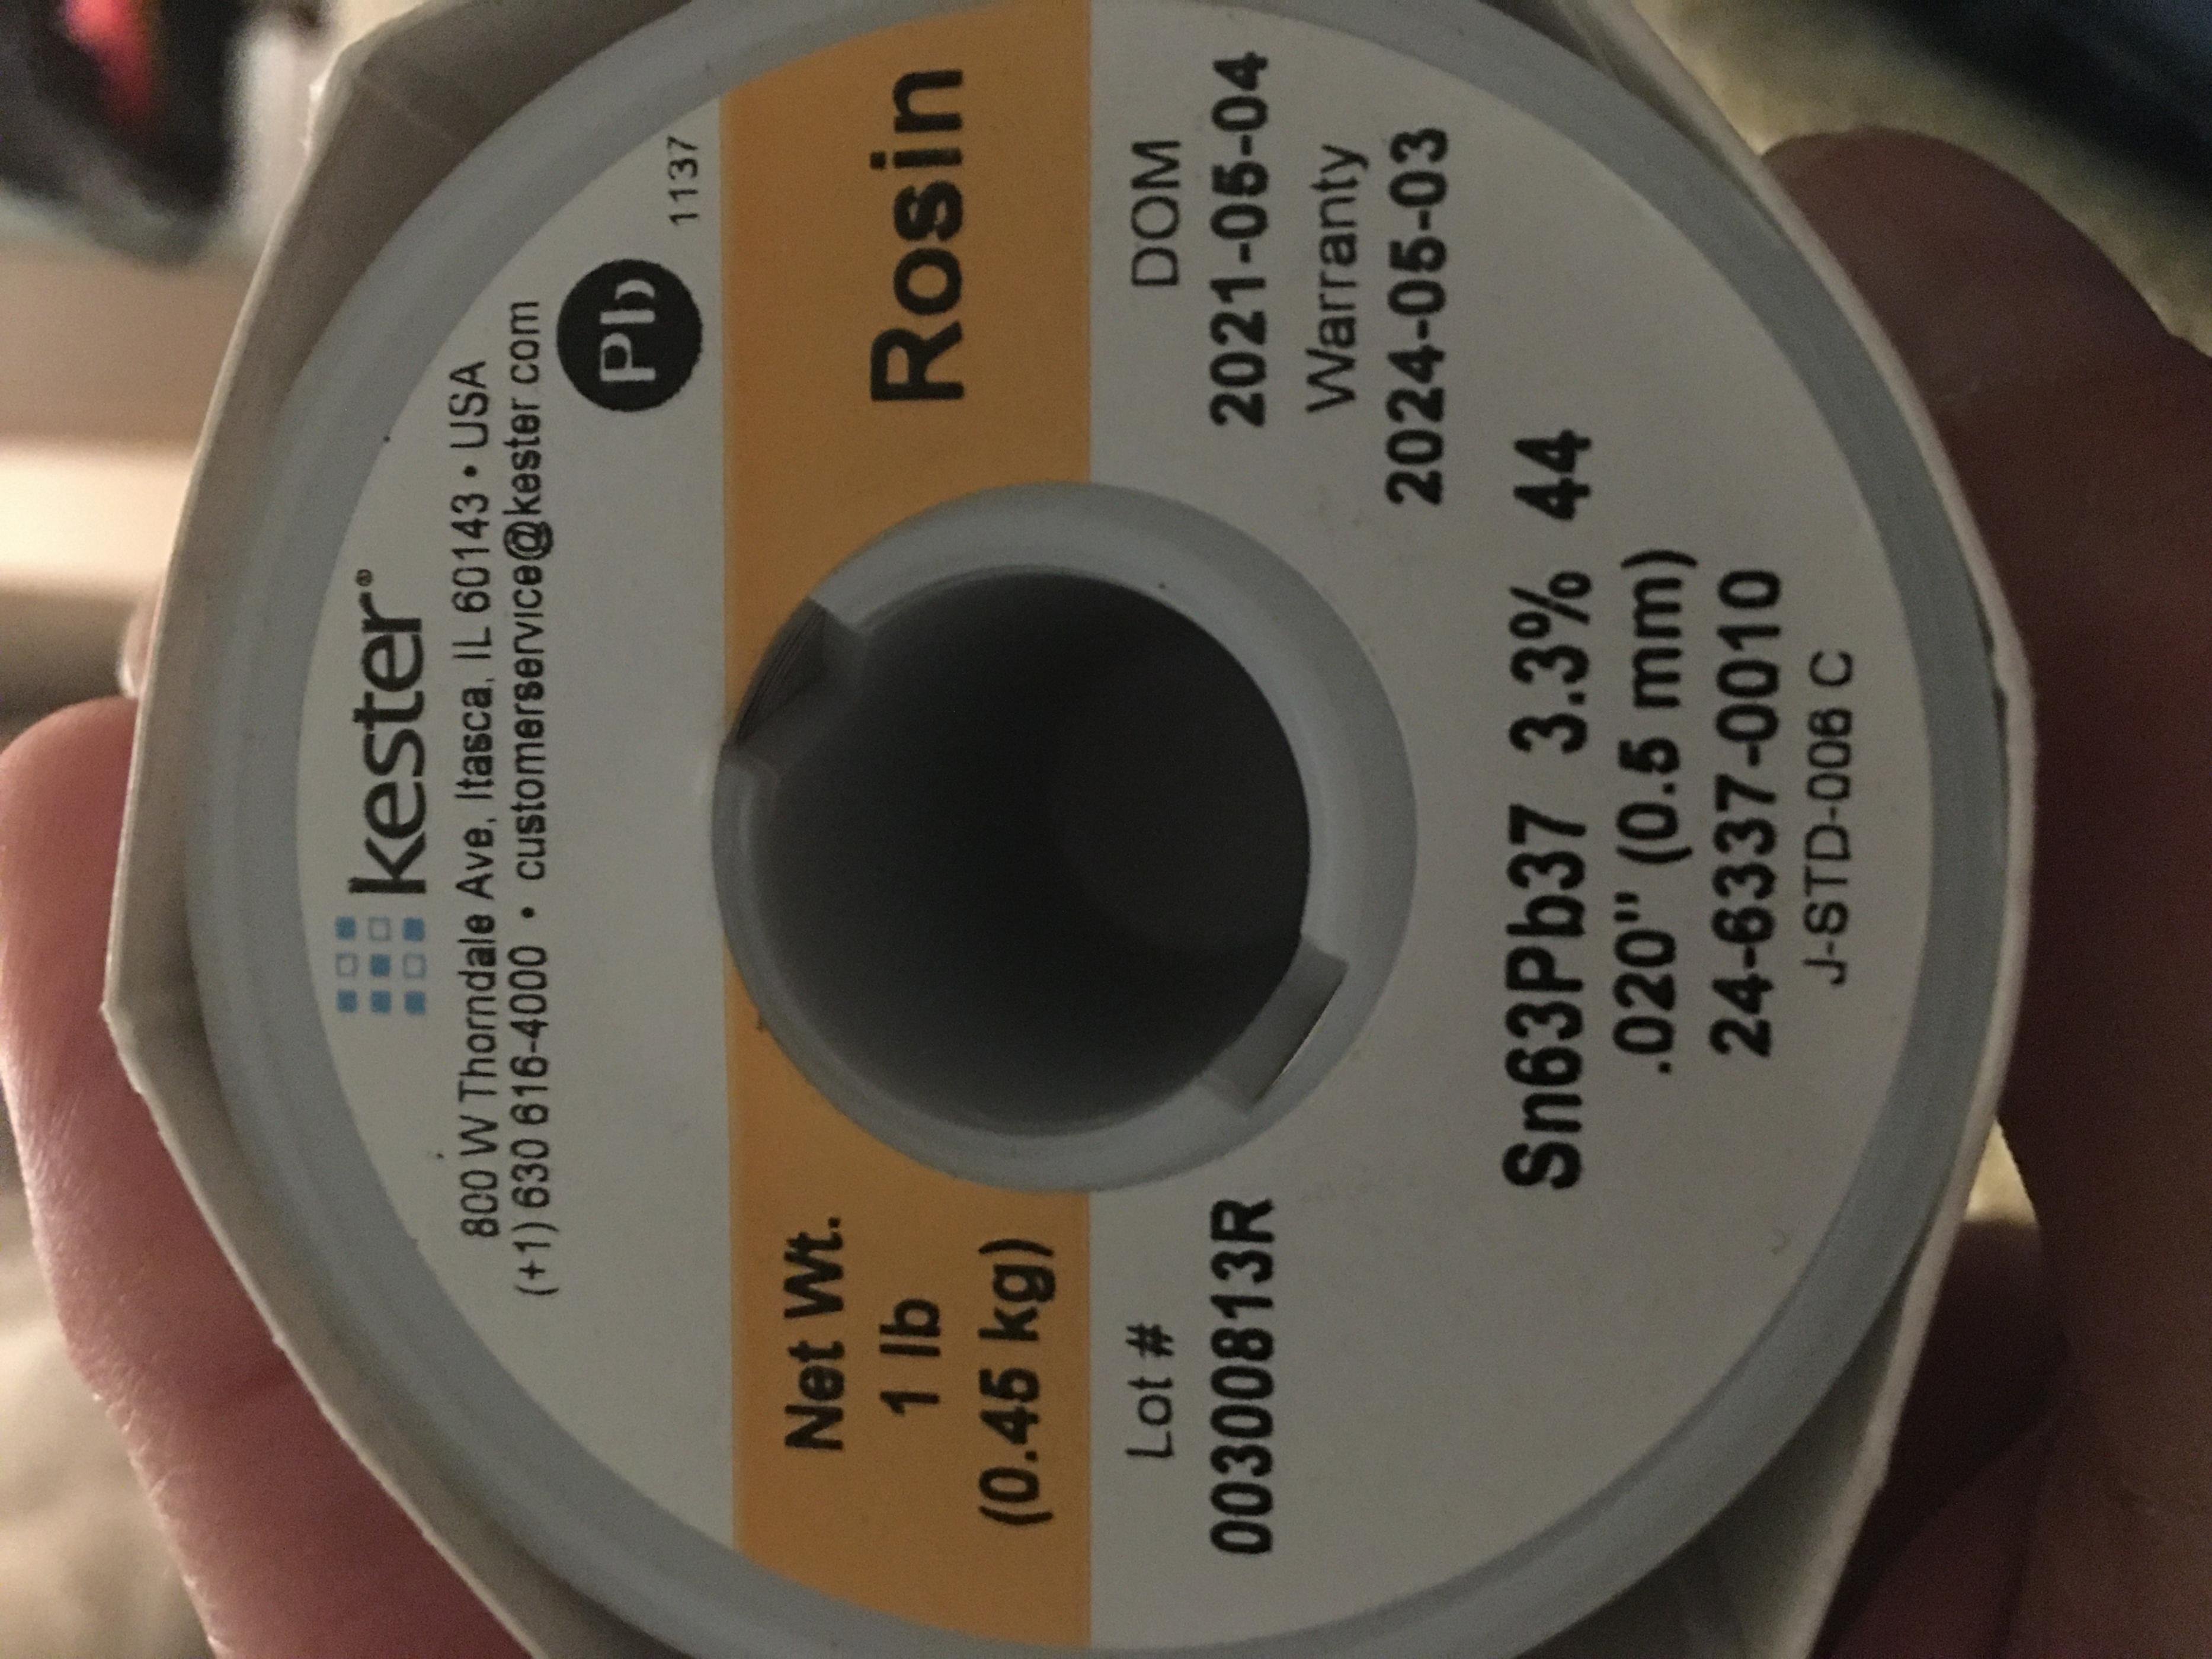 kester®
800 W Thorndale Ave, Itasca, IL 60143 • USA
(+1) 630 616-4000 • customerservice@kester.com
Pb
1137
Net Wt.
1 lb
(0.45 kg)
Rosin
Lot #
00300813R
DOM
2021-05-04
Warranty
2024-05-03
Sn63Pb37 3.3% 44
.020" (0.5 mm)
24-6337-0010
J-STD-006 C